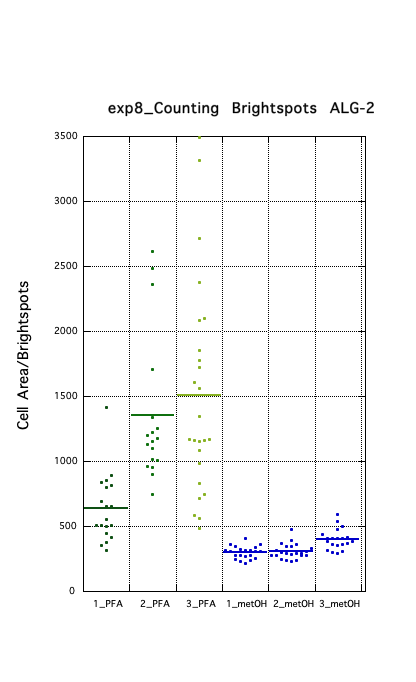 exp8_Counting Brightspots ALG-2
Cell Area/Brightspots
3500
3000
2500
2000
1500
1000
500
0
1_PFA 2_PFA 3_PFA 1_metOH 2_metOH 3_metOH